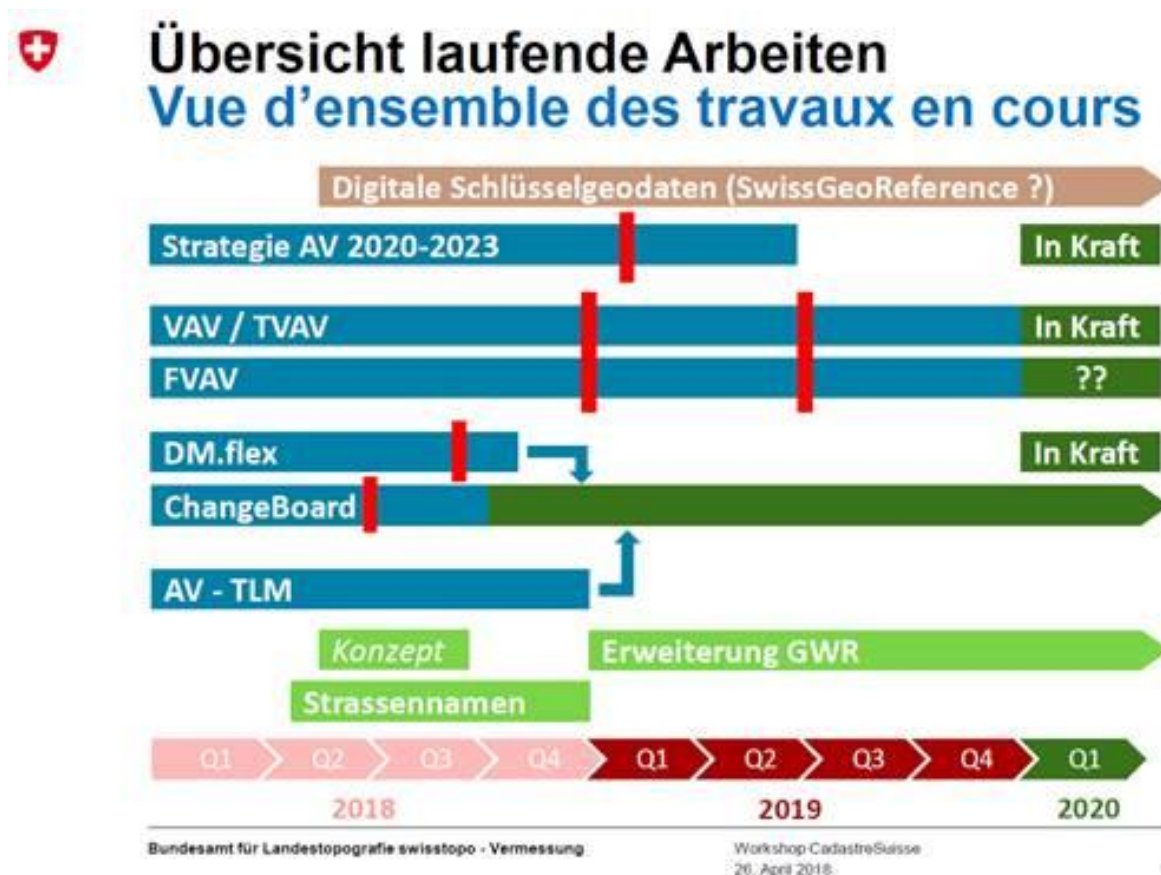 Übersicht laufende Arbeiten
Vue d'ensemble des travaux en cours
Digitale Schlüsselgeodaten (SwissGeoReference ?)
Strategie AV 2020-2023
In Kraft
VAV / TVAV
In Kraft
FVAV
??
DM.flex
In Kraft
ChangeBoard
AV - TLM
Konzept
Erweiterung GWR
Strassennamen
Q1 Q2 Q3 Q4 Q1 Q2 Q3 Q4 Q1
2018 2019 2020
Bundesamt für Landestopografie swisstopo - Vermessung
Workshop CadastreSuisse
26. April 2018